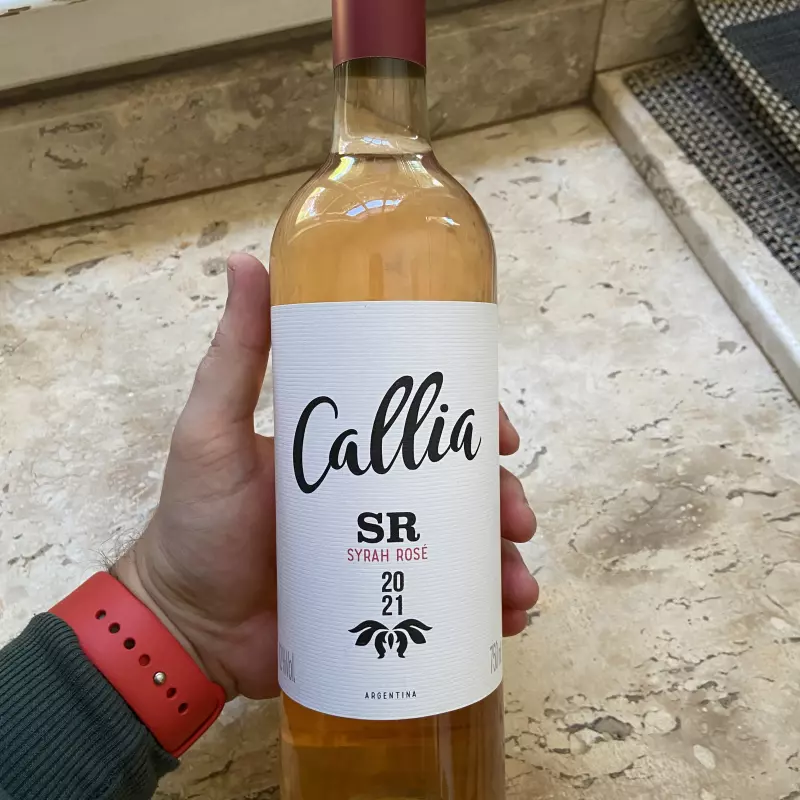 Callia
SR
SYRAH ROSÉ
20
21
ARGENTINA